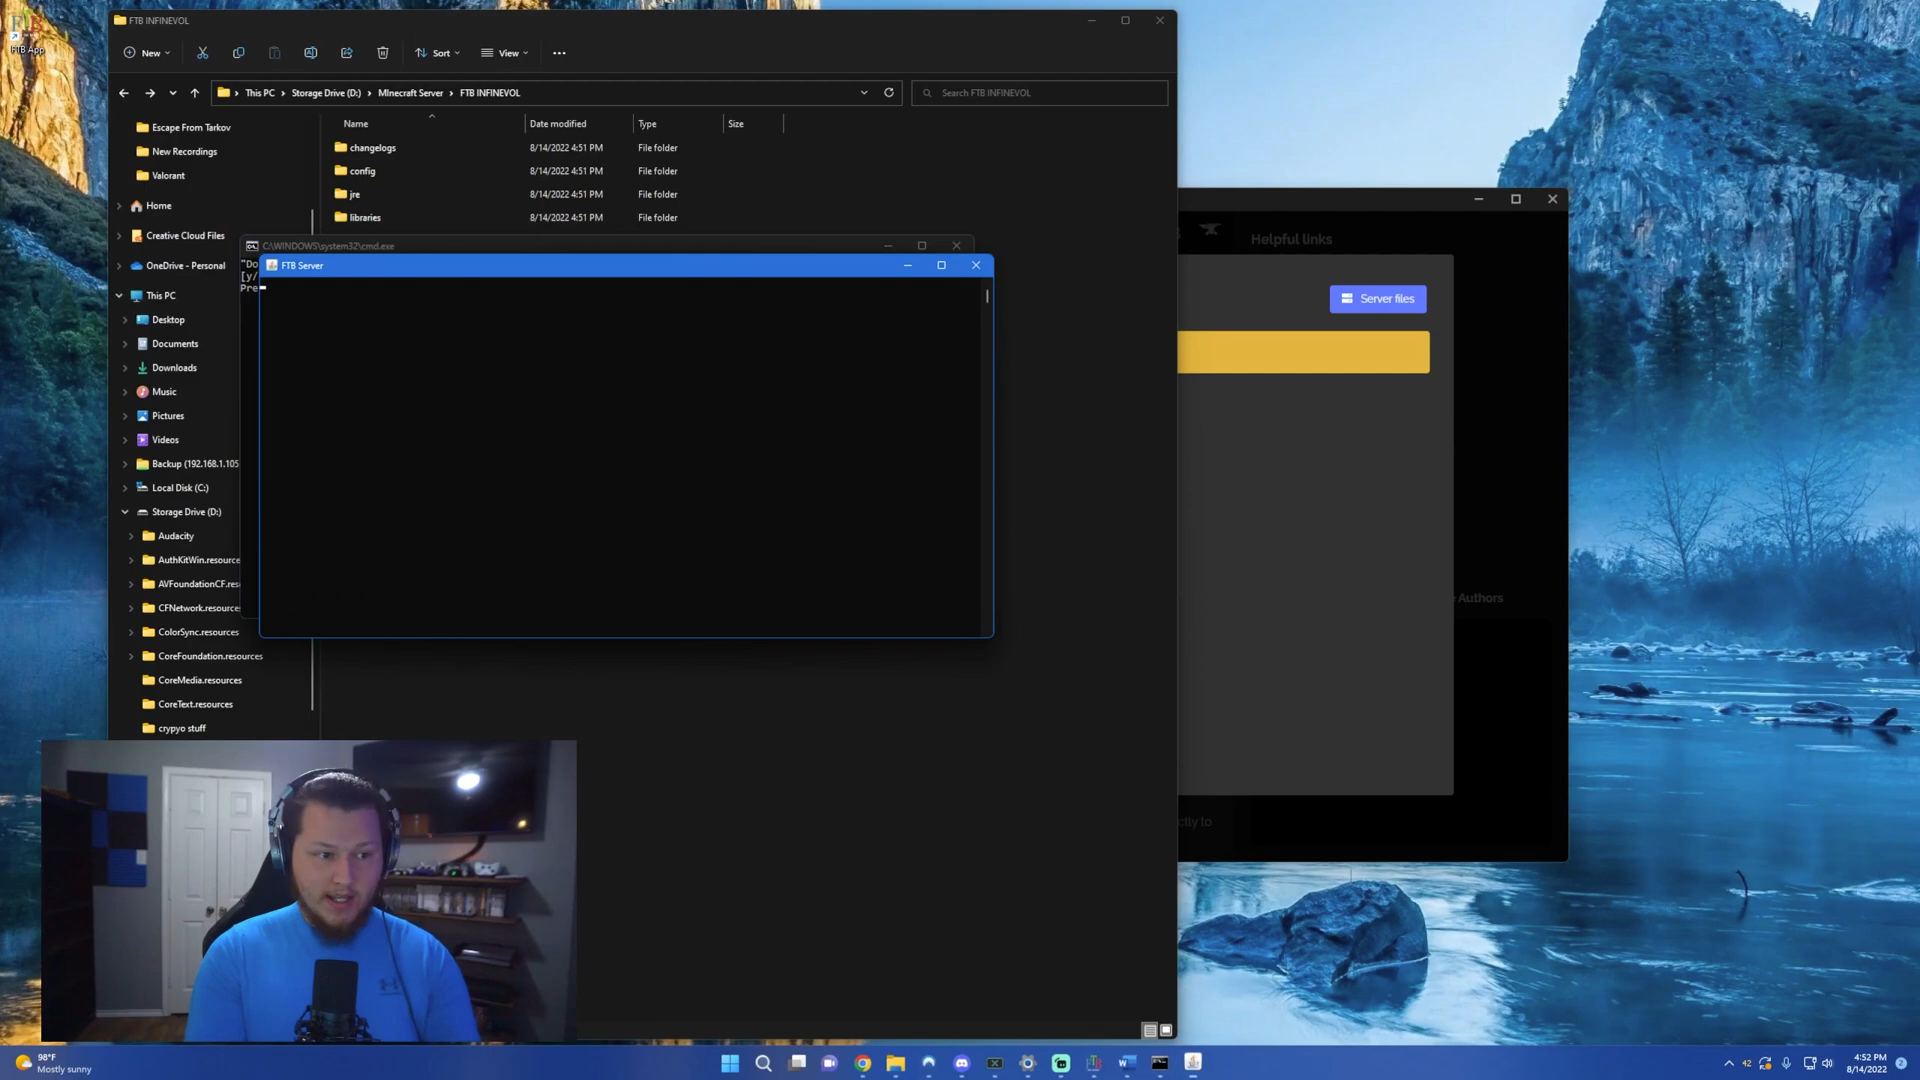 FTB App
FTB INFINEVOL
New
Sort
View
This PC
Storage Drive (D:)
MInecraft Server
FTB INFINEVOL
Search FTB INFINEVOL
Name
Date modified
Type
Size
changelogs
8/14/2022 4:51 PM
File folder
config
8/14/2022 4:51 PM
File folder
jre
8/14/2022 4:51 PM
File folder
libraries
8/14/2022 4:51 PM
File folder
Escape From Tarkov
New Recordings
Valorant
Home
Creative Cloud Files
OneDrive - Personal
This PC
Desktop
Documents
Downloads
Music
Pictures
Videos
Backup (192.168.1.105
Local Disk (C:)
Storage Drive (D:)
Audacity
AuthKitWin.resource
AVFoundationCF.res
CFNetwork.resource
ColorSync.resources
CoreFoundation.resources
CoreMedia.resources
CoreText.resources
crypyo stuff
C:\WINDOWS\system32\cmd.exe
"Do
[y/
Pre
FTB Server
Helpful links
Server files
Authors
ctly to
98°F
Mostly sunny
42
4:52 PM
8/14/2022
2